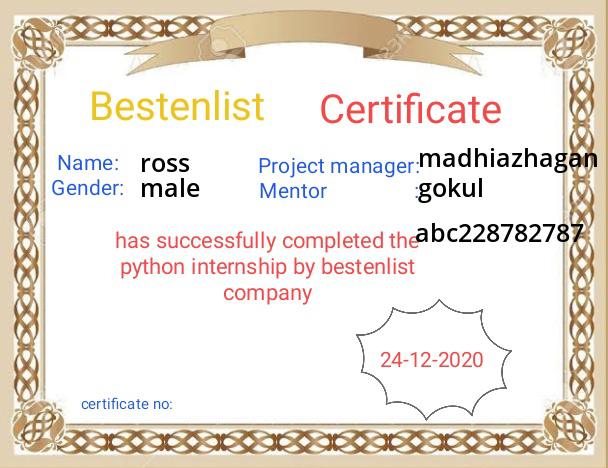 Bestenlist Certificate
Name: ross Project manager: madhiazhagan
Gender: male Mentor : gokul
abc228782787
has successfully completed the
python internship by bestenlist
company
24-12-2020
certificate no: